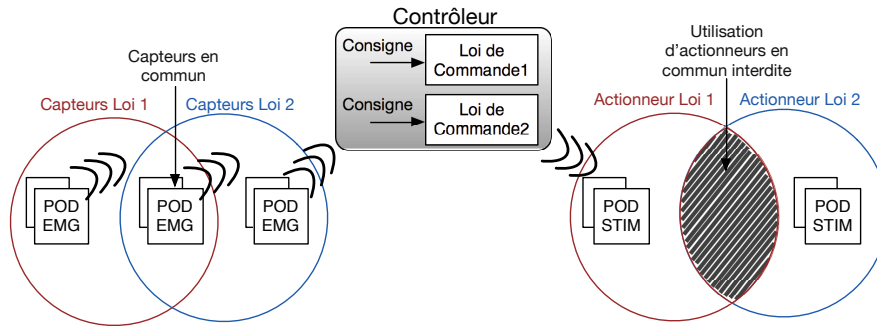 Contrôleur
Capteurs en
commun
Consigne
Loi de
Commande1
Utilisation
d'actionneurs en
commun interdite
Capteurs Loi 1
Capteurs Loi 2
Consigne
Loi de
Commande2
Actionneur Loi 1
Actionneur Loi 2
POD
EMG
POD
EMG
POD
EMG
POD
STIM
POD
STIM